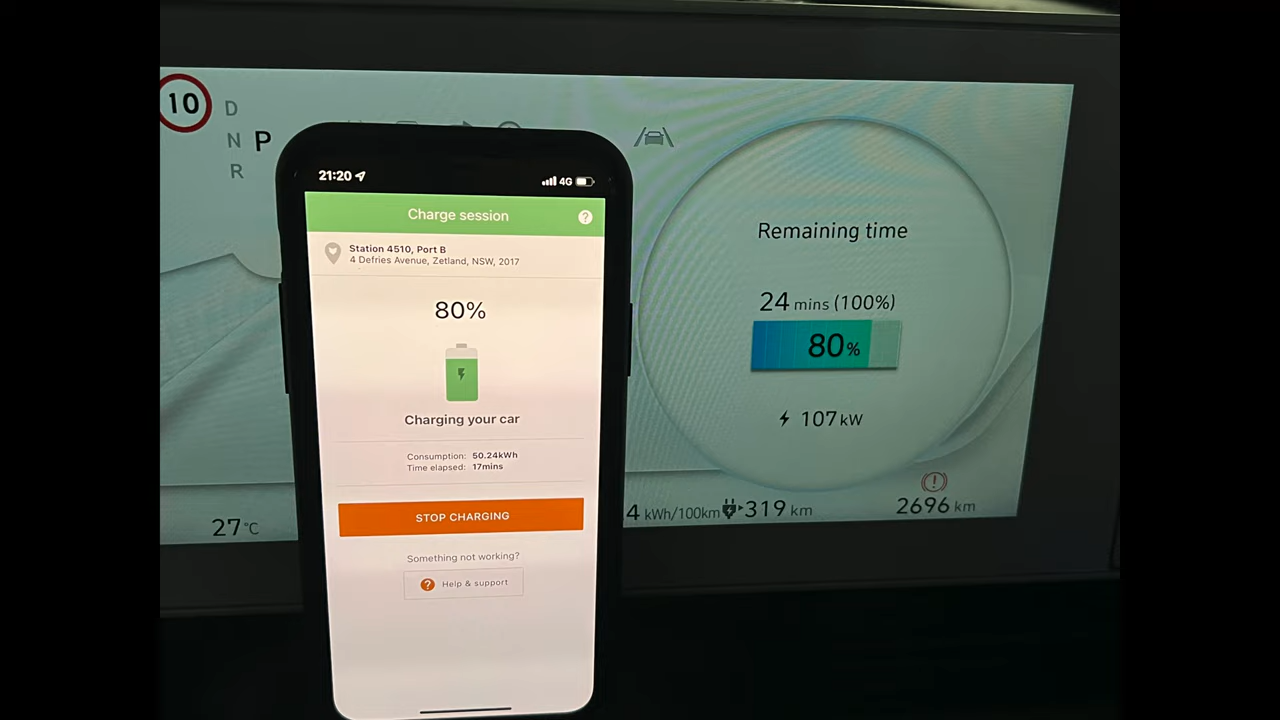 10
D
N P
R
21:20
4G
Charge session
?
Station 4510, Port B
4 Defries Avenue, Zetland, NSW, 2017
80%
Charging your car
Consumption: 50.24kWh
Time elapsed: 17mins
STOP CHARGING
Something not working?
? Help & support
Remaining time
24 mins (100%)
80%
107 kW
27°C
4 kWh/100km 319 km
2696 km